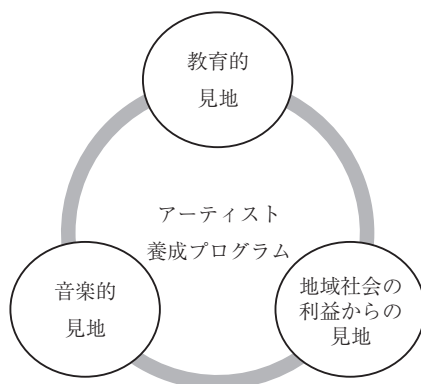 教育的
見地
アーティスト
養成プログラム
音楽的
見地
地域社会の
利益からの
見地